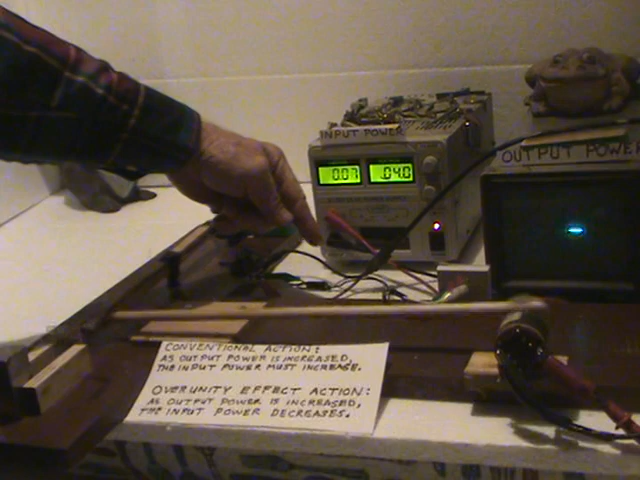 INPUT POWER
OUTPUT POWER
0.07 .04.0
CONVENTIONAL ACTION:
AS OUTPUT POWER IS INCREASED,
THE INPUT POWER MUST INCREASE.
OVERUNITY EFFECT ACTION:
AS OUTPUT POWER IS INCREASED,
THE INPUT POWER DECREASES.